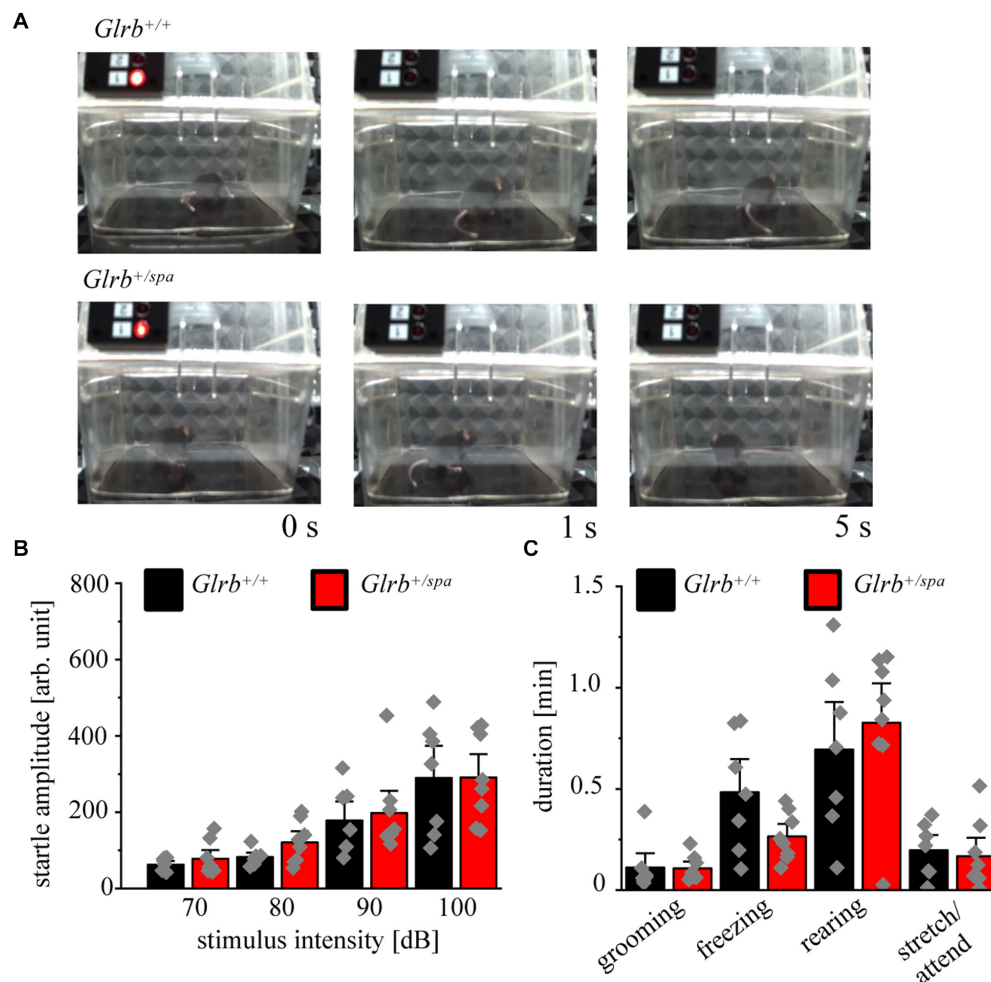 A
Glrb+/+
Glrb+/spa
0 s
1 s
5 s
B
Glrb+/+
Glrb+/spa
startle amplitude [arb. unit]
800
600
400
200
0
70
80
90
100
stimulus intensity [dB]
C
Glrb+/+
Glrb+/spa
duration [min]
1.5
1.0
0.5
0
grooming
freezing
rearing
stretch/
attend